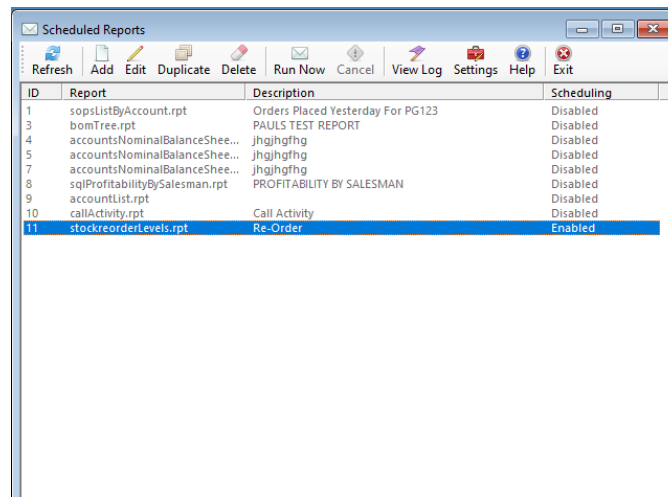 Scheduled Reports
Refresh Add Edit Duplicate Delete Run Now Cancel View Log Settings Help Exit
ID Report Description Scheduling
1 sopsListByAccount.rpt Orders Placed Yesterday For PG123 Disabled
3 bomTree.rpt PAULS TEST REPORT Disabled
4 accountsNominalBalanceShee... jhgjhgfhg Disabled
5 accountsNominalBalanceShee... jhgjhgfhg Disabled
7 accountsNominalBalanceShee... jhgjhgfhg Disabled
8 sqlProfitabilityBySalesman.rpt PROFITABILITY BY SALESMAN Disabled
9 accountList.rpt Disabled
10 callActivity.rpt Call Activity Disabled
11 stockreorderLevels.rpt Re-Order Enabled